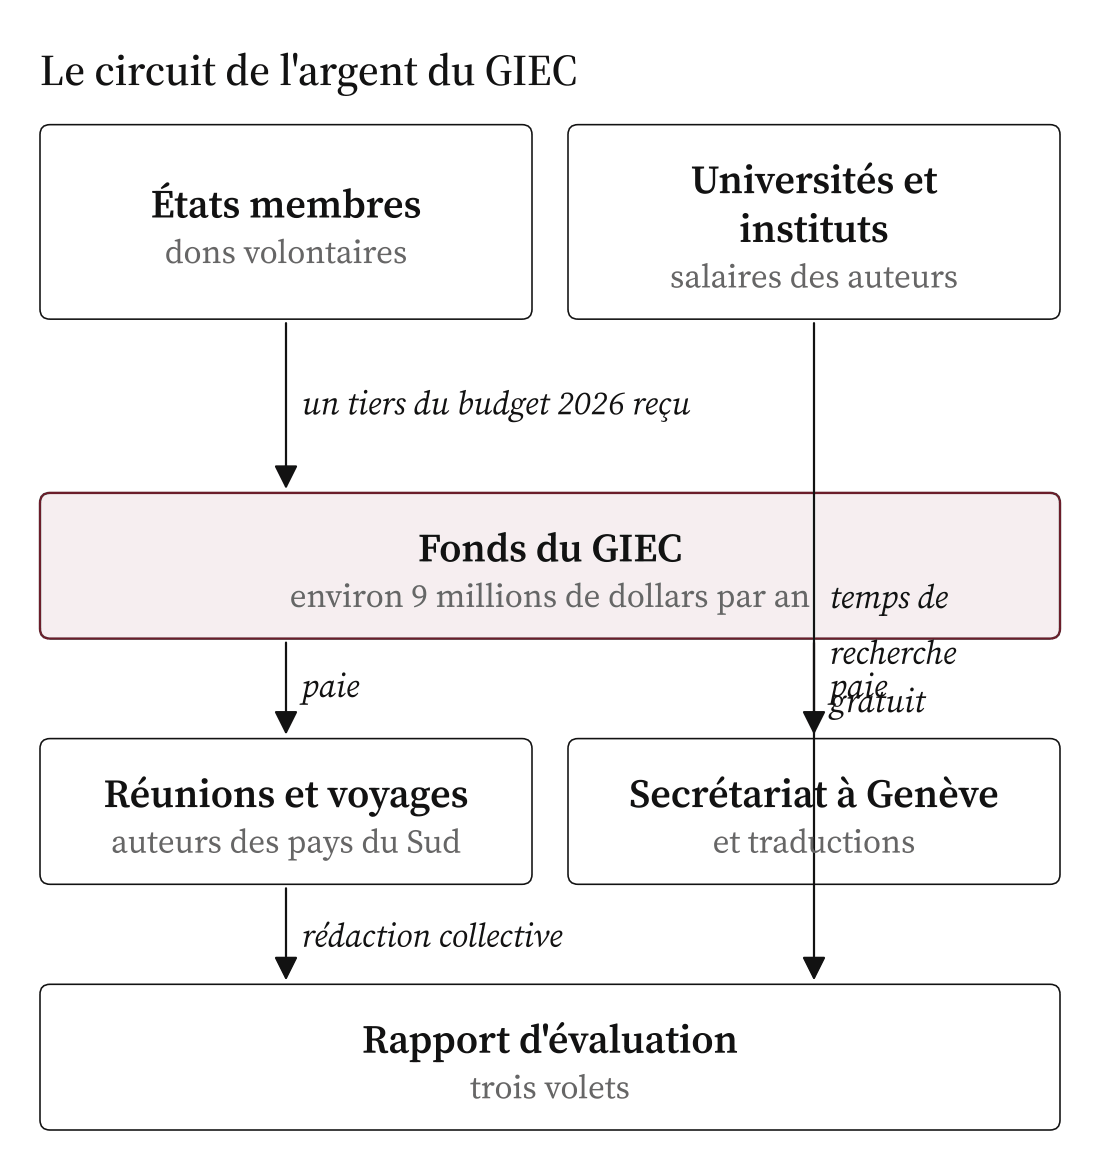 Le circuit de l'argent du GIEC
États membres
dons volontaires
Universités et
instituts
salaires des auteurs
un tiers du budget 2026 reçu
Fonds du GIEC
environ 9 millions de dollars par an
temps de
recherche
gratuit
paie
paie
Réunions et voyages
auteurs des pays du Sud
Secrétariat à Genève
et traductions
rédaction collective
Rapport d'évaluation
trois volets